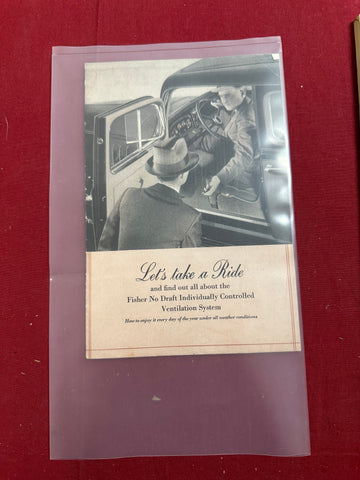 Let's take a Ride
and find out all about the
Fisher No Draft Individually Controlled
Ventilation System
How to enjoy it every day of the year under all weather conditions